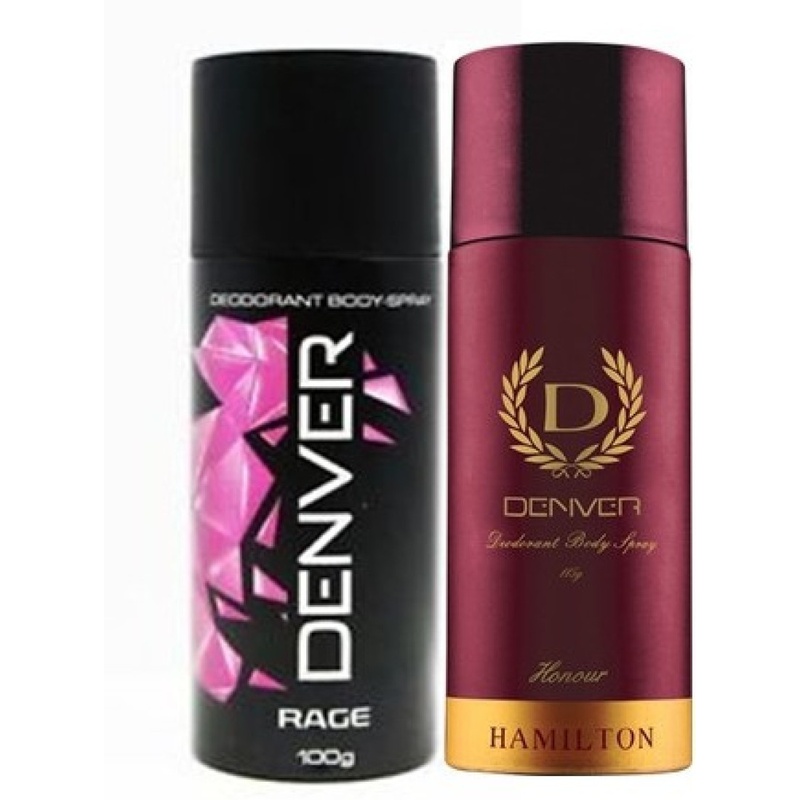 DEODORANT BODY-SPRAY
DENVER
RAGE
100g
D
DENVER
Deodorant Body Spray
Honour
HAMILTON